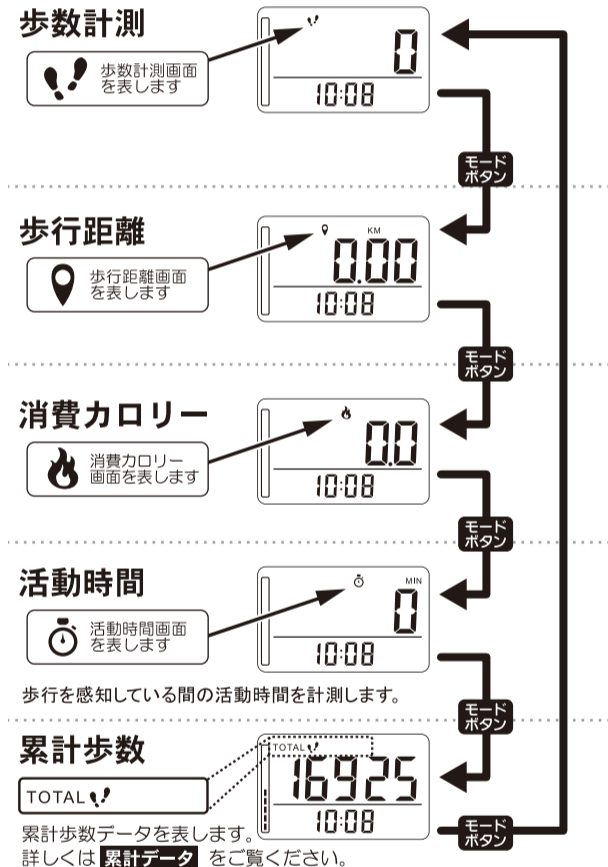 歩数計測
歩数計測画面
を表します
0
10:08
モード
ボタン
歩行距離
歩行距離画面
を表します
KM
0.00
10:08
モード
ボタン
消費カロリー
消費カロリー
画面を表します
0.0
10:08
モード
ボタン
活動時間
活動時間画面
を表します
MIN
0
10:08
歩行を感知している間の活動時間を計測します。
モード
ボタン
累計歩数
TOTAL
TOTAL
16925
10:08
累計歩数データを表します。
詳しくは 累計データ をご覧ください。
モード
ボタン